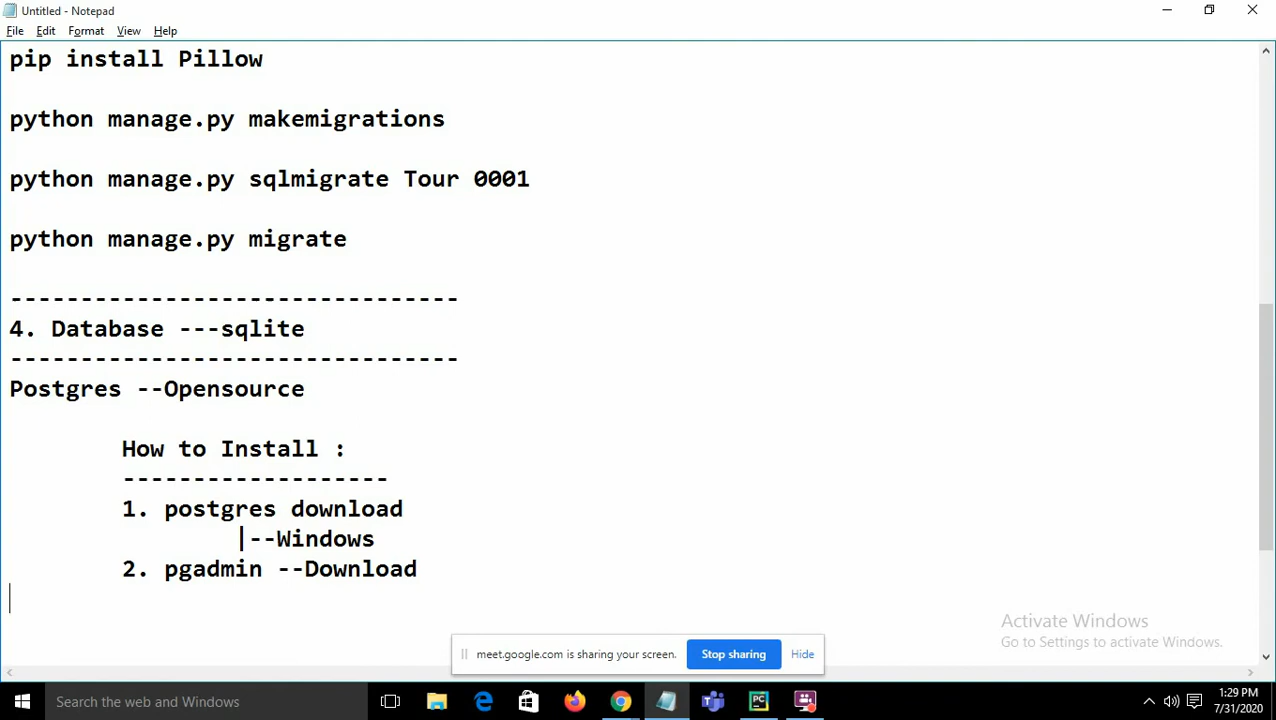 Untitled - Notepad
File Edit Format View Help
pip install Pillow
python manage.py makemigrations
python manage.py sqlmigrate Tour 0001
python manage.py migrate
--------------------------------
4. Database ---sqlite
--------------------------------
Postgres --Opensource
How to Install :
-------------------
1. postgres download
|--Windows
2. pgadmin --Download
Activate Windows
Go to Settings to activate Windows.
meet.google.com is sharing your screen. Stop sharing Hide
Search the web and Windows
PC
1:29 PM
7/31/2020